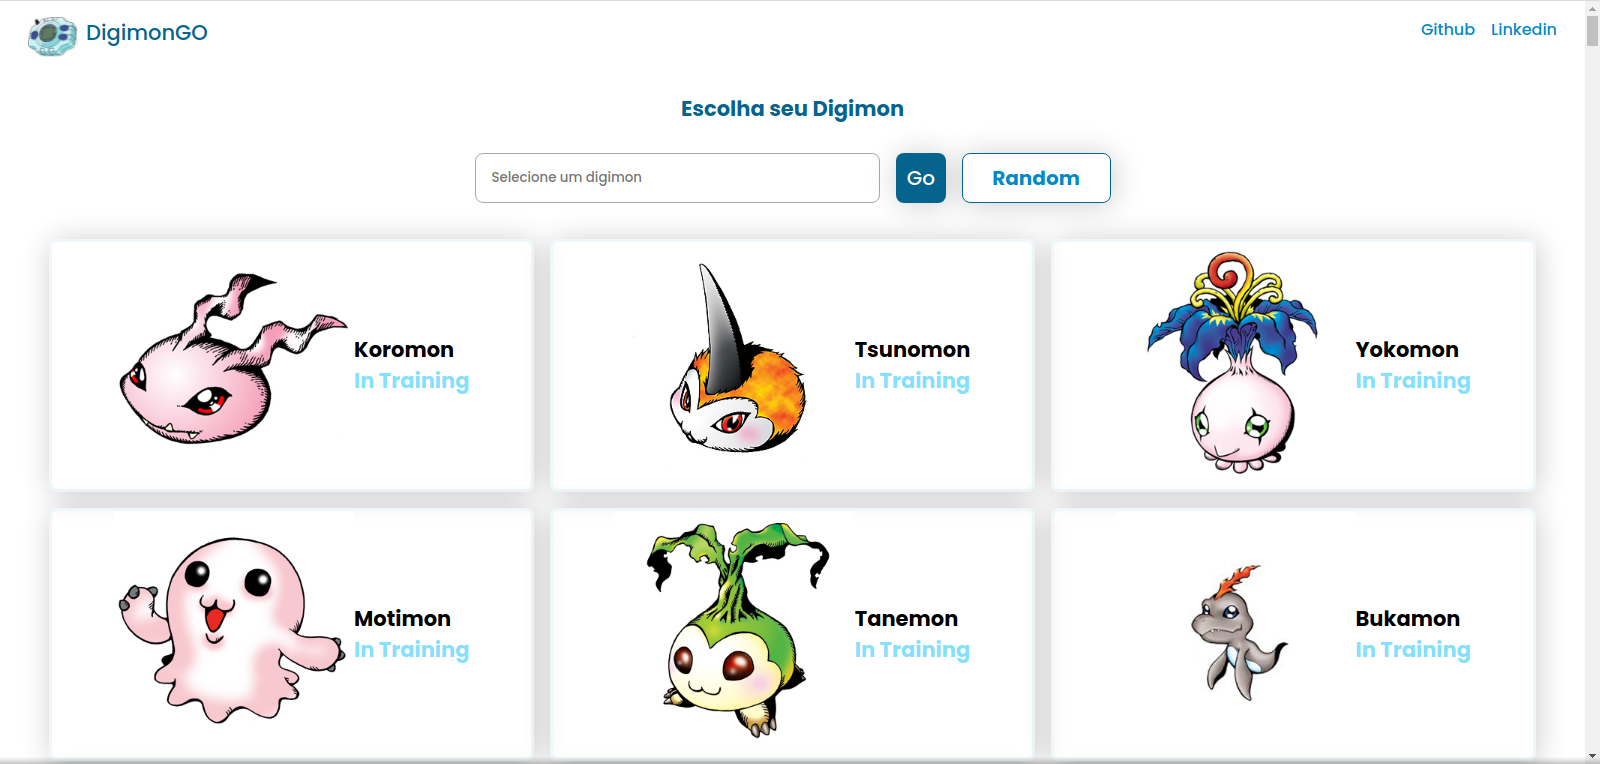 DigimonGO
Github Linkedin
Escolha seu Digimon
Selecione um digimon
Go
Random
Koromon
In Training
Tsunomon
In Training
Yokomon
In Training
Motimon
In Training
Tanemon
In Training
Bukamon
In Training